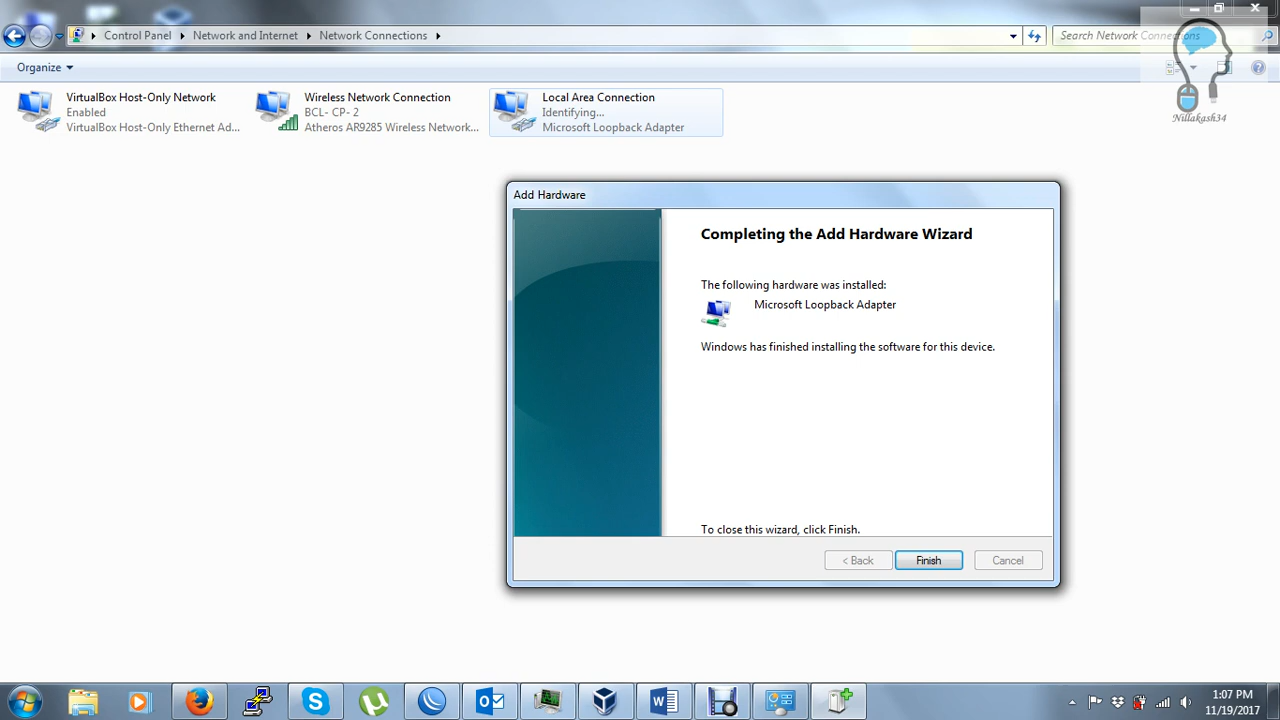 Control Panel
Network and Internet
Network Connections
Search Network Connections
Organize
VirtualBox Host-Only Network
Enabled
VirtualBox Host-Only Ethernet Ad...
Wireless Network Connection
BCL- CP- 2
Atheros AR9285 Wireless Network...
Local Area Connection
Identifying...
Microsoft Loopback Adapter
Nillakash34
Add Hardware
Completing the Add Hardware Wizard
The following hardware was installed:
Microsoft Loopback Adapter
Windows has finished installing the software for this device.
To close this wizard, click Finish.
< Back
Finish
Cancel
1:07 PM
11/19/2017